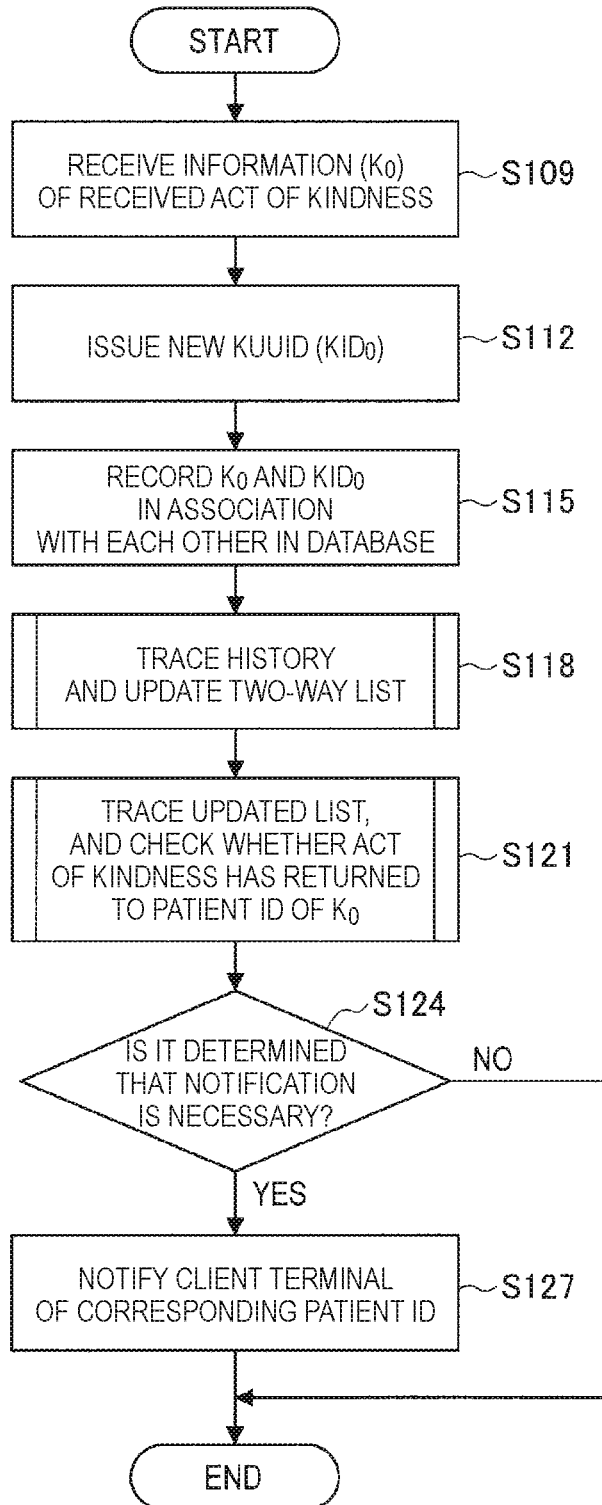 START
RECEIVE INFORMATION (K₀)
OF RECEIVED ACT OF KINDNESS
S109
ISSUE NEW KUUID (KID₀)
S112
RECORD K₀ AND KID₀
IN ASSOCIATION
WITH EACH OTHER IN DATABASE
S115
TRACE HISTORY
AND UPDATE TWO-WAY LIST
S118
TRACE UPDATED LIST,
AND CHECK WHETHER ACT
OF KINDNESS HAS RETURNED
TO PATIENT ID OF K₀
S121
S124
IS IT DETERMINED
THAT NOTIFICATION
IS NECESSARY?
NO
YES
NOTIFY CLIENT TERMINAL
OF CORRESPONDING PATIENT ID
S127
END